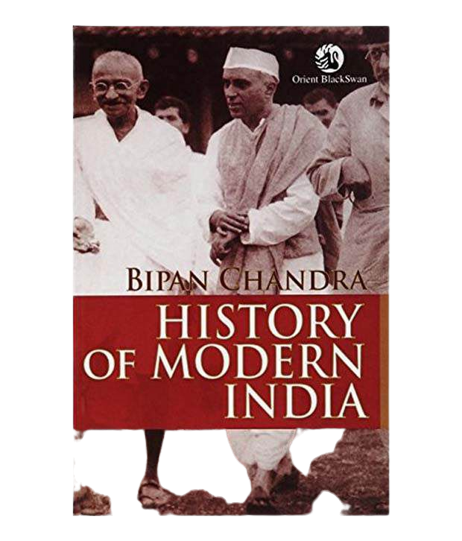 Orient BlackSwan
BIPAN CHANDRA
HISTORY
OF MODERN
INDIA